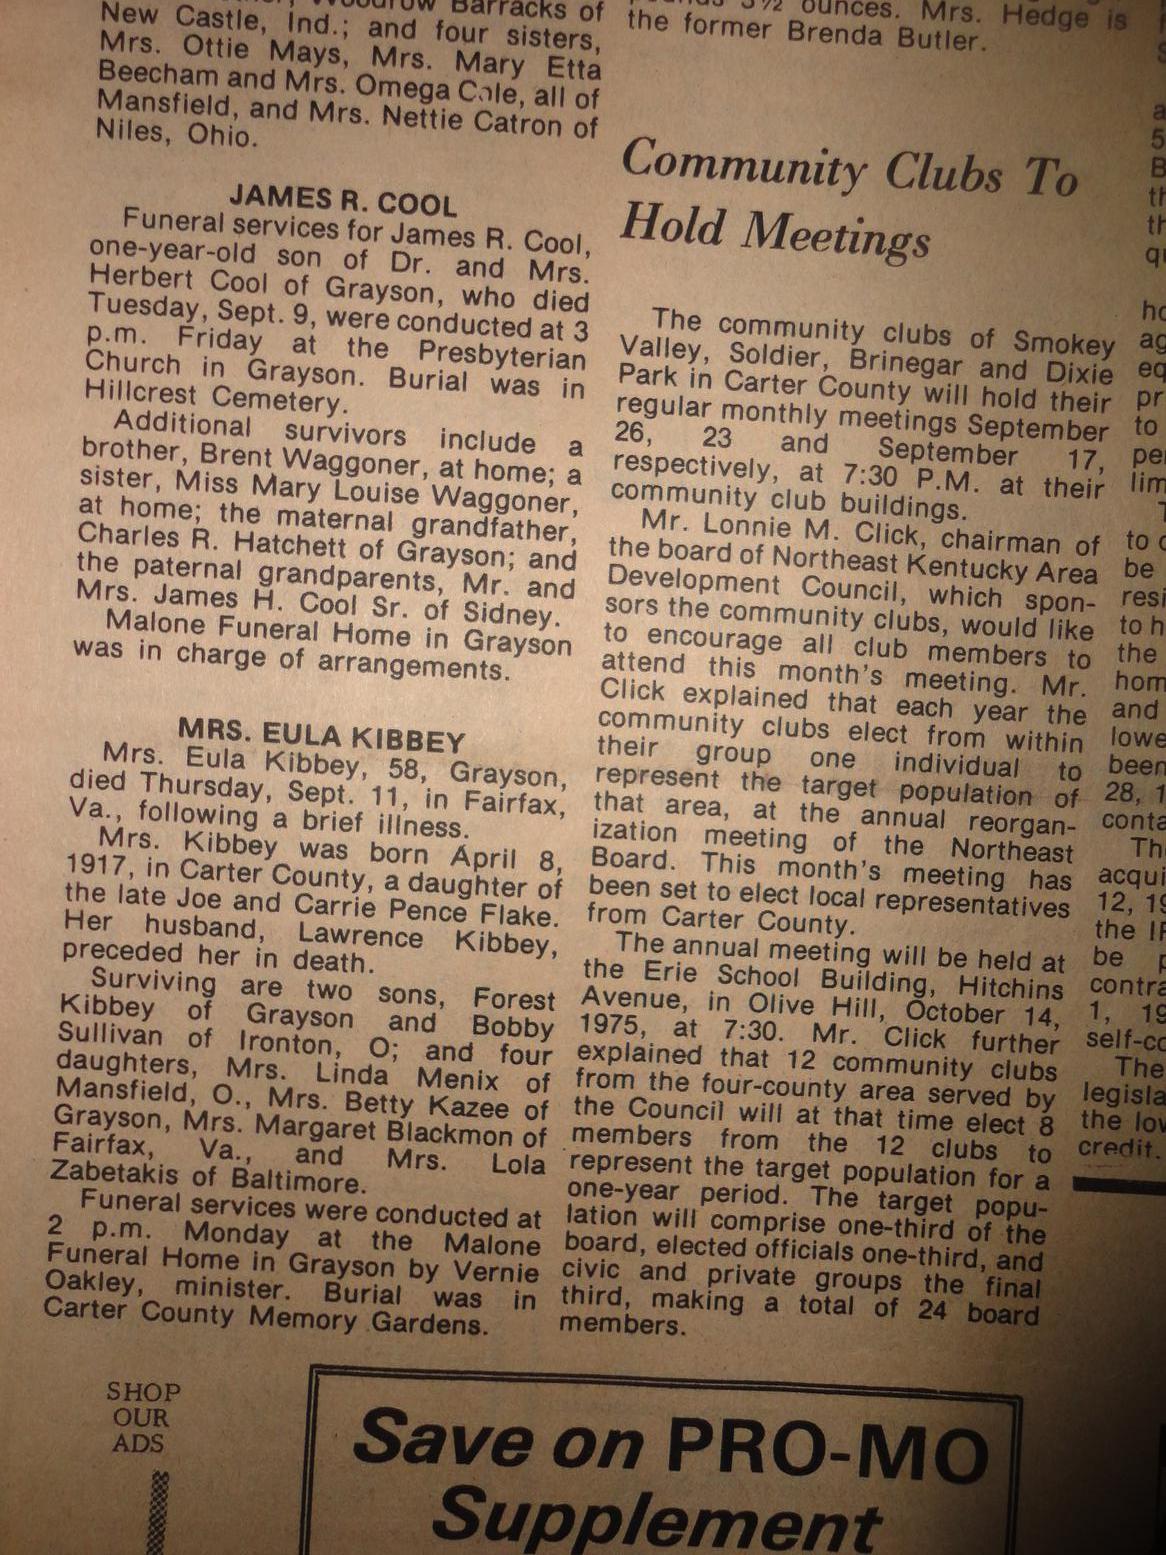 Woodrow Barracks of
New Castle, Ind.; and four sisters,
Mrs. Ottie Mays, Mrs. Mary Etta
Beecham and Mrs. Omega Cole, all of
Mansfield, and Mrs. Nettie Catron of
Niles, Ohio.
JAMES R. COOL
Funeral services for James R. Cool,
one-year-old son of Dr. and Mrs.
Herbert Cool of Grayson, who died
Tuesday, Sept. 9, were conducted at 3
p.m. Friday at the Presbyterian
Church in Grayson. Burial was in
Hillcrest Cemetery.
Additional survivors include a
brother, Brent Waggoner, at home; a
sister, Miss Mary Louise Waggoner,
at home; the maternal grandfather,
Charles R. Hatchett of Grayson; and
the paternal grandparents, Mr. and
Mrs. James H. Cool Sr. of Sidney.
Malone Funeral Home in Grayson
was in charge of arrangements.
MRS. EULA KIBBEY
Mrs. Eula Kibbey, 58, Grayson,
died Thursday, Sept. 11, in Fairfax,
Va., following a brief illness.
Mrs. Kibbey was born April 8,
1917, in Carter County, a daughter of
the late Joe and Carrie Pence Flake.
Her husband, Lawrence Kibbey,
preceded her in death.
Surviving are two sons, Forest
Kibbey of Grayson and Bobby
Sullivan of Ironton, O; and four
daughters, Mrs. Linda Menix of
Mansfield, O., Mrs. Betty Kazee of
Grayson, Mrs. Margaret Blackmon of
Fairfax, Va., and Mrs. Lola
Zabetakis of Baltimore.
Funeral services were conducted at
2 p.m. Monday at the Malone
Funeral Home in Grayson by Vernie
Oakley, minister. Burial was in
Carter County Memory Gardens.
SHOP
OUR
ADS
3½ ounces. Mrs. Hedge is
the former Brenda Butler.
Community Clubs To
Hold Meetings
The community clubs of Smokey
Valley, Soldier, Brinegar and Dixie
Park in Carter County will hold their
regular monthly meetings September
26, 23 and September 17,
respectively, at 7:30 P.M. at their
community club buildings.
Mr. Lonnie M. Click, chairman of
the board of Northeast Kentucky Area
Development Council, which spon-
sors the community clubs, would like
to encourage all club members to
attend this month's meeting. Mr.
Click explained that each year the
community clubs elect from within
their group one individual to
represent the target population of
that area, at the annual reorgan-
ization meeting of the Northeast
Board. This month's meeting has
been set to elect local representatives
from Carter County.
The annual meeting will be held at
the Erie School Building, Hitchins
Avenue, in Olive Hill, October 14,
1975, at 7:30. Mr. Click further
explained that 12 community clubs
from the four-county area served by
the Council will at that time elect 8
members from the 12 clubs to
represent the target population for a
one-year period. The target popu-
lation will comprise one-third of the
board, elected officials one-third, and
civic and private groups the final
third, making a total of 24 board
members.
Save on PRO-MO
Supplement
to
be
the
and
been
28,
12,
be
1,
The
credit.